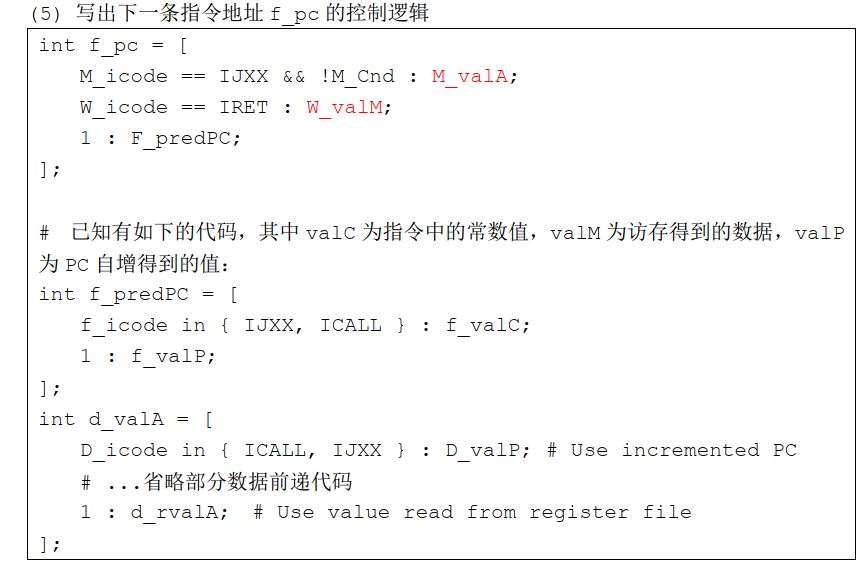 (5) 写出下一条指令地址 f_pc 的控制逻辑
int f_pc = [
M_icode == IJXX && !M_Cnd : M_valA;
W_icode == IRET : W_valM;
1 : F_predPC;
];
# 已知有如下的代码，其中 valC 为指令中的常数值，valM 为访存得到的数据，valP
为 PC 自增得到的值：
int f_predPC = [
f_icode in { IJXX, ICALL } : f_valC;
1 : f_valP;
];
int d_valA = [
D_icode in { ICALL, IJXX } : D_valP; # Use incremented PC
# ...省略部分数据前递代码
1 : d_rvalA; # Use value read from register file
];